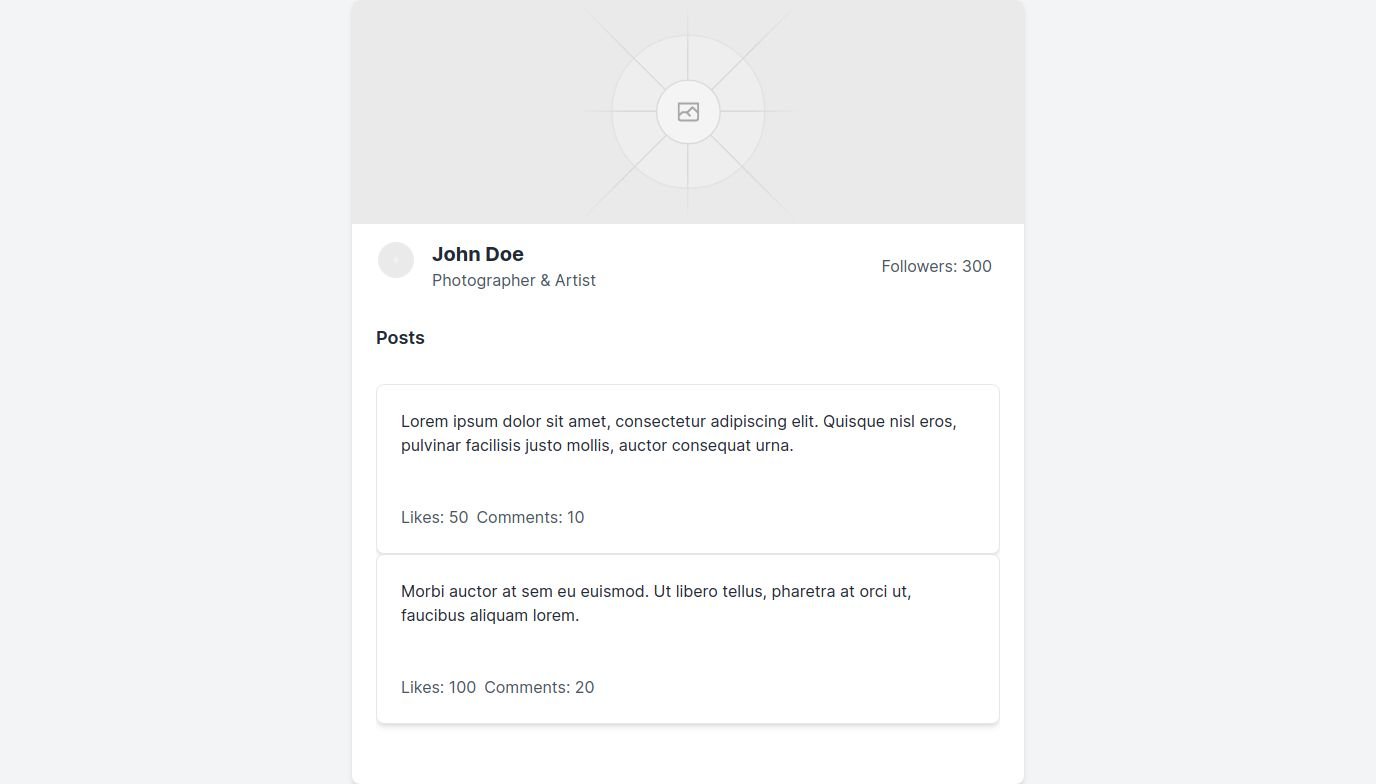 John Doe
Photographer & Artist
Followers: 300
Posts
Lorem ipsum dolor sit amet, consectetur adipiscing elit. Quisque nisl eros,
pulvinar facilisis justo mollis, auctor consequat urna.
Likes: 50 Comments: 10
Morbi auctor at sem eu euismod. Ut libero tellus, pharetra at orci ut,
faucibus aliquam lorem.
Likes: 100 Comments: 20